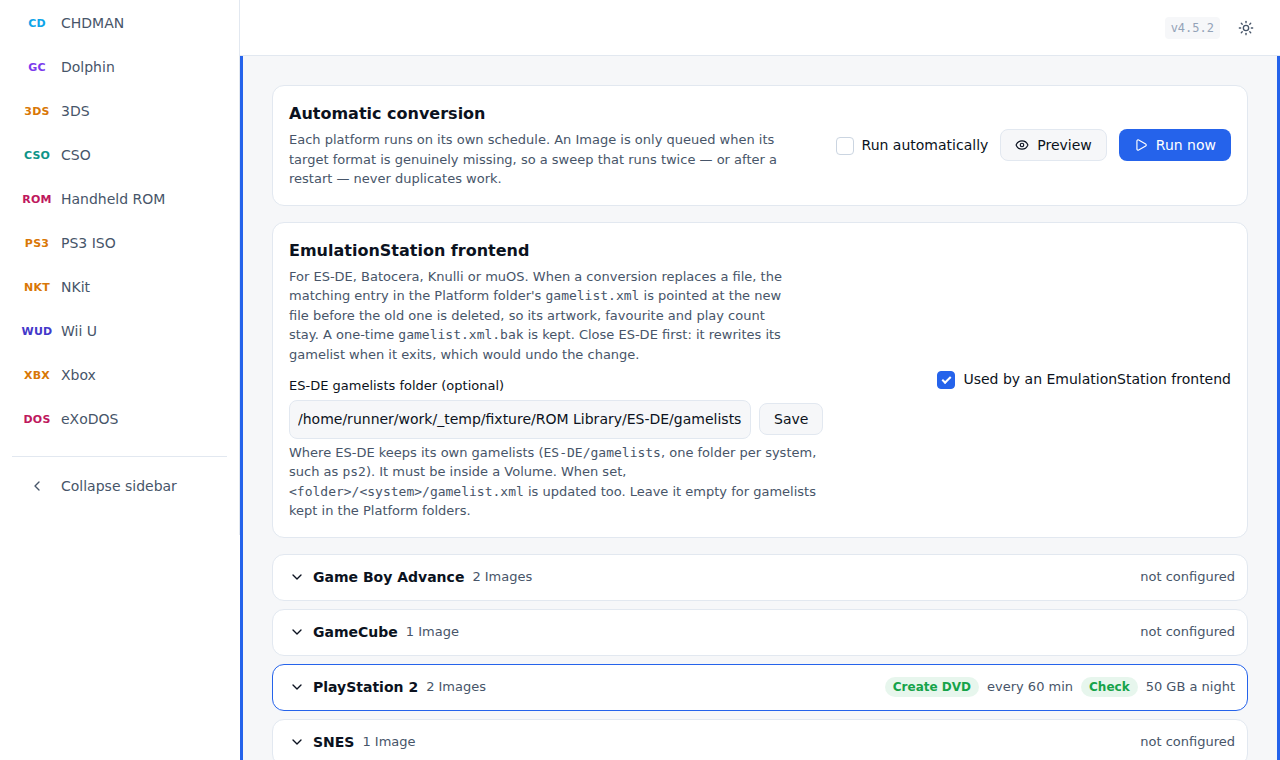 CD CHDMAN
GC Dolphin
3DS 3DS
CSO CSO
ROM Handheld ROM
PS3 PS3 ISO
NKT NKit
WUD Wii U
XBX Xbox
DOS eXoDOS
Collapse sidebar
v4.5.2
Automatic conversion
Each platform runs on its own schedule. An Image is only queued when its
target format is genuinely missing, so a sweep that runs twice — or after a
restart — never duplicates work.
Run automatically
Preview
Run now
EmulationStation frontend
For ES-DE, Batocera, Knulli or muOS. When a conversion replaces a file, the
matching entry in the Platform folder's gamelist.xml is pointed at the new
file before the old one is deleted, so its artwork, favourite and play count
stay. A one-time gamelist.xml.bak is kept. Close ES-DE first: it rewrites its
gamelist when it exits, which would undo the change.
ES-DE gamelists folder (optional)
/home/runner/work/_temp/fixture/ROM Library/ES-DE/gamelists
Save
Where ES-DE keeps its own gamelists (ES-DE/gamelists, one folder per system,
such as ps2). It must be inside a Volume. When set,
<folder>/<system>/gamelist.xml is updated too. Leave it empty for gamelists
kept in the Platform folders.
Used by an EmulationStation frontend
Game Boy Advance 2 Images not configured
GameCube 1 Image not configured
PlayStation 2 2 Images Create DVD every 60 min Check 50 GB a night
SNES 1 Image not configured